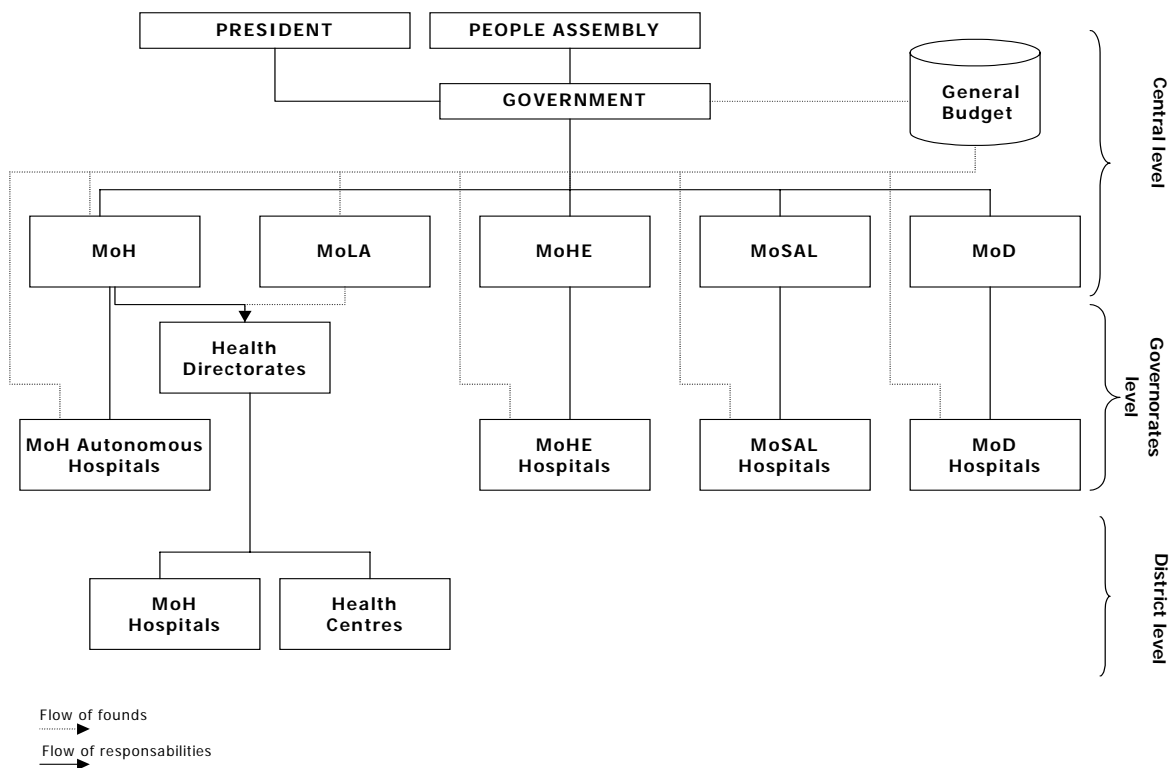 PRESIDENT
PEOPLE ASSEMBLY
GOVERNMENT
General
Budget
Central level
MoH
MoLA
MoHE
MoSAL
MoD
Health
Directorates
Governorates
level
MoH Autonomous
Hospitals
MoHE
Hospitals
MoSAL
Hospitals
MoD
Hospitals
MoH
Hospitals
Health
Centres
District level
Flow of founds
Flow of responsabilities